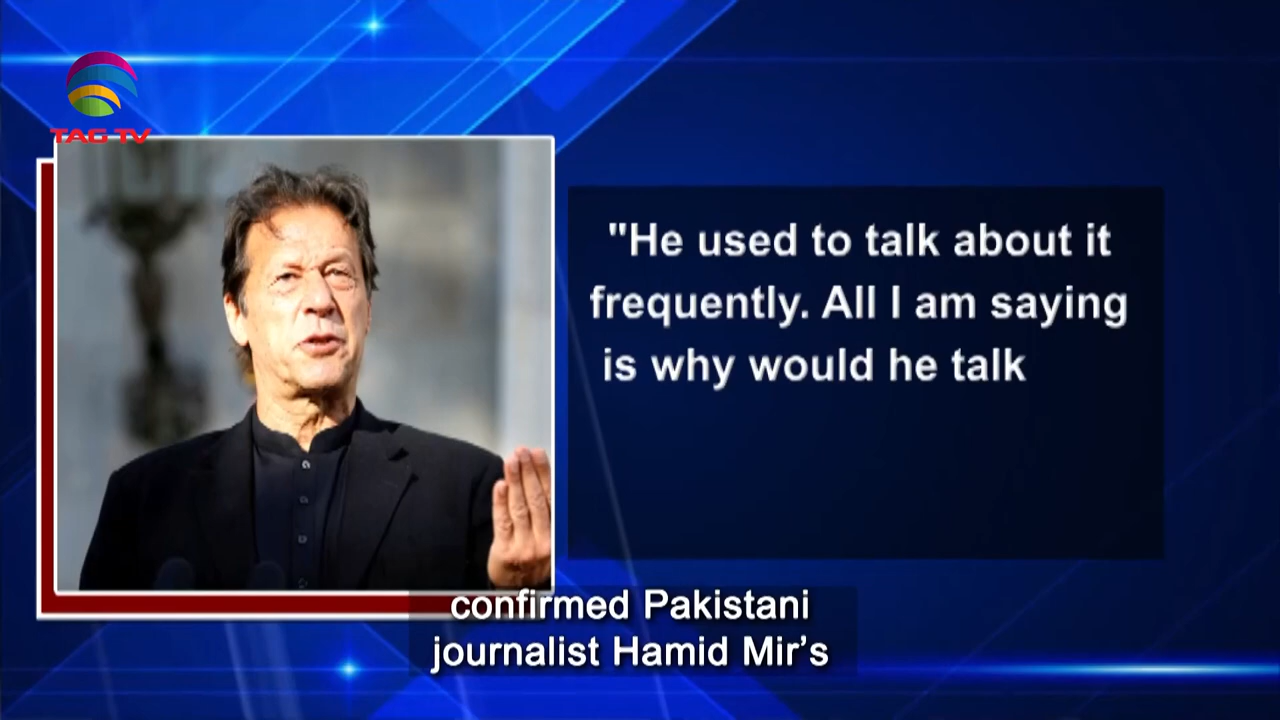 TAG TV
"He used to talk about it
frequently. All I am saying
is why would he talk
confirmed Pakistani
journalist Hamid Mir’s